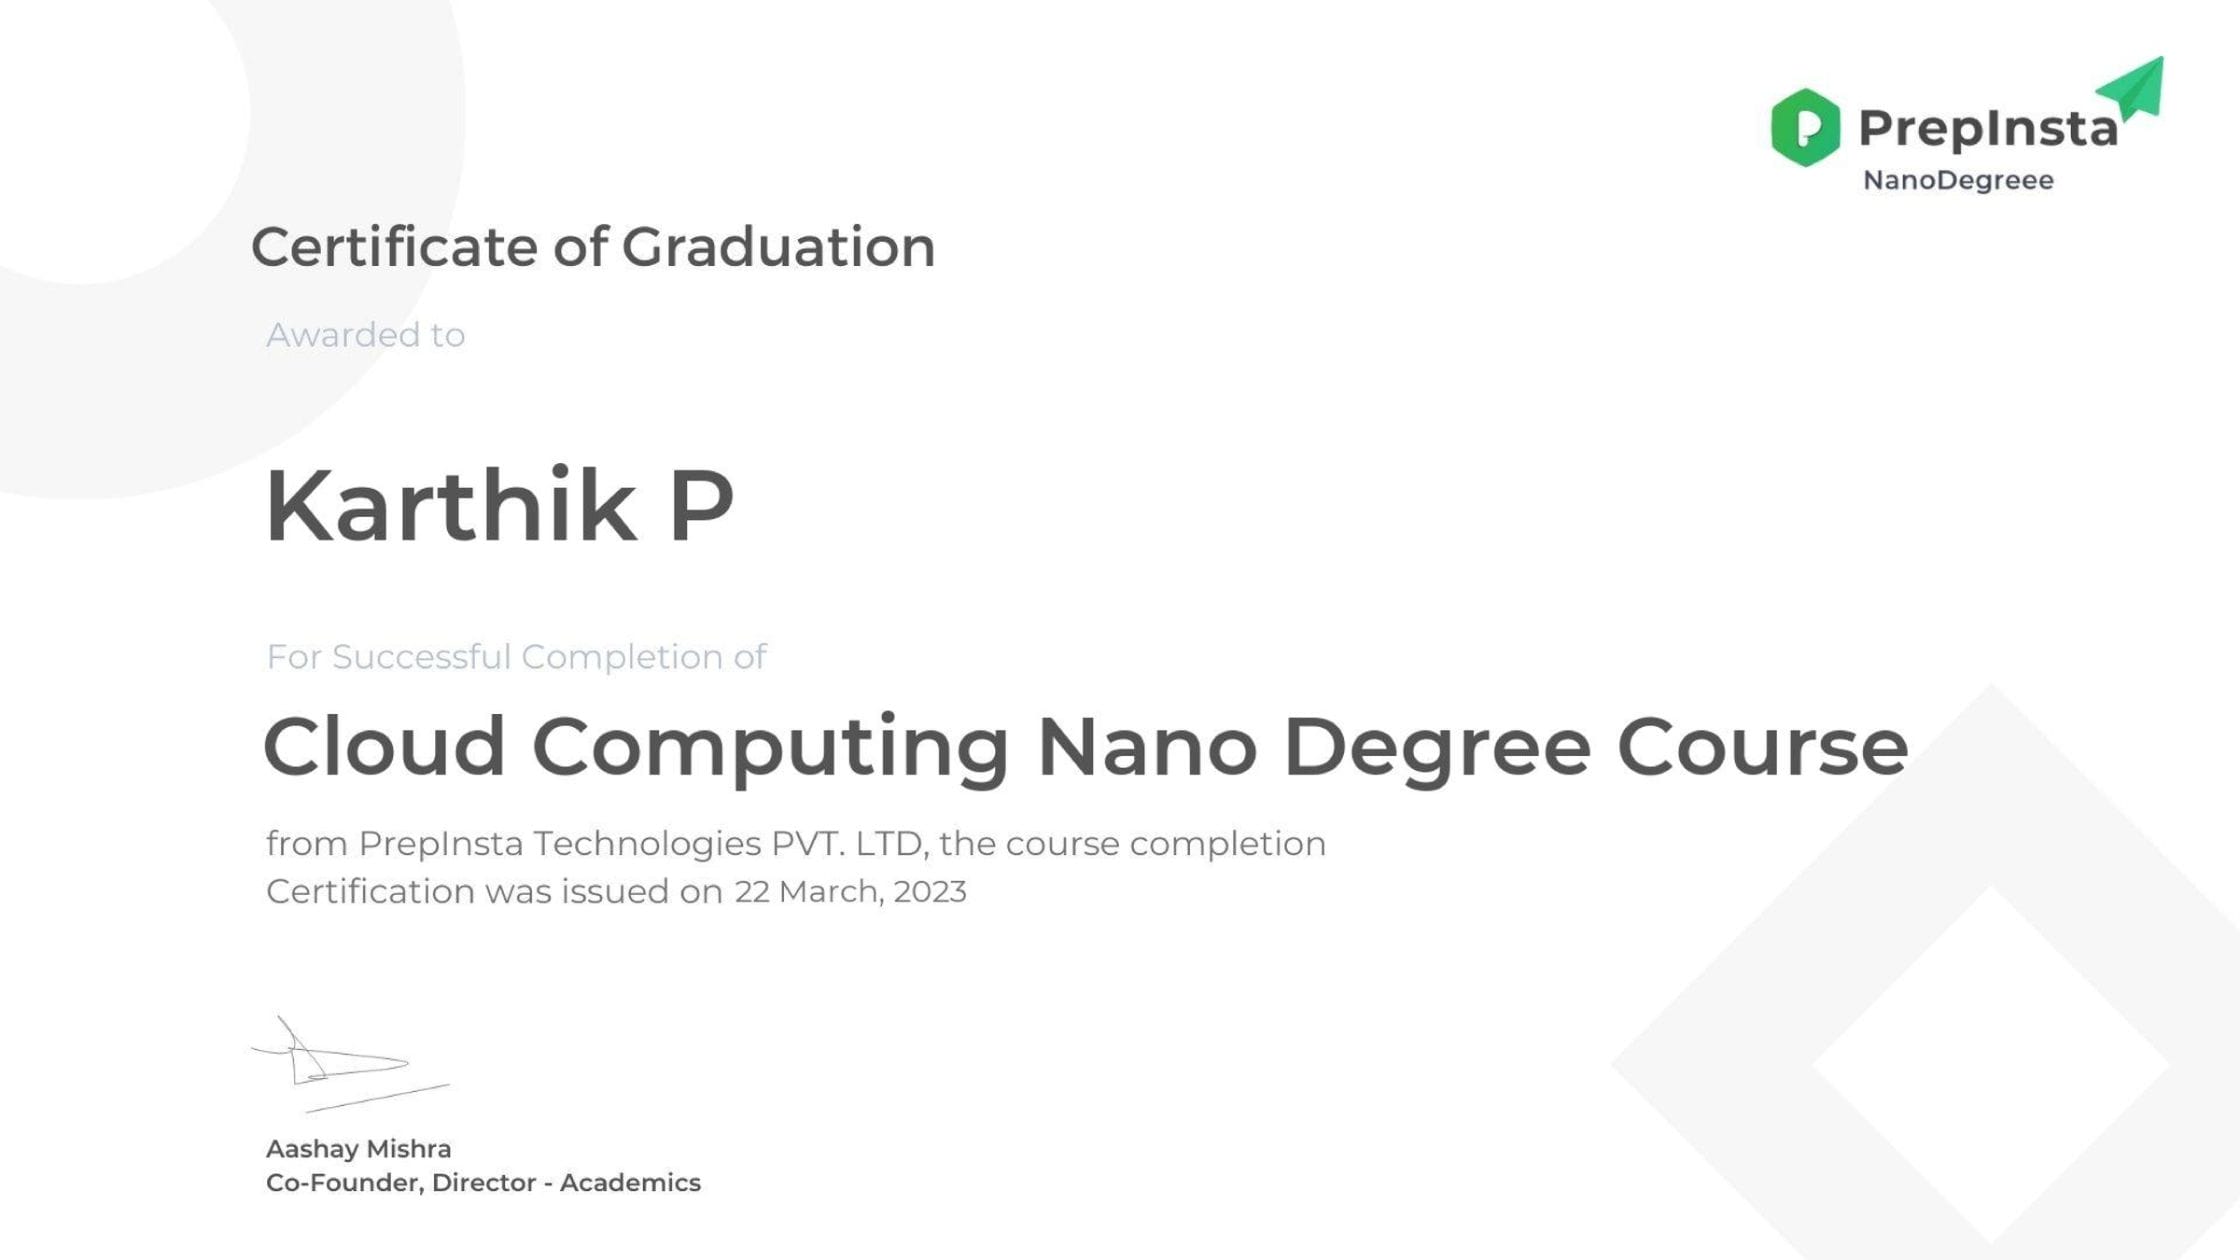 PrepInsta
NanoDegreee
Certificate of Graduation
Awarded to
Karthik P
For Successful Completion of
Cloud Computing Nano Degree Course
from PrepInsta Technologies PVT. LTD, the course completion
Certification was issued on 22 March, 2023
Aashay Mishra
Co-Founder, Director - Academics